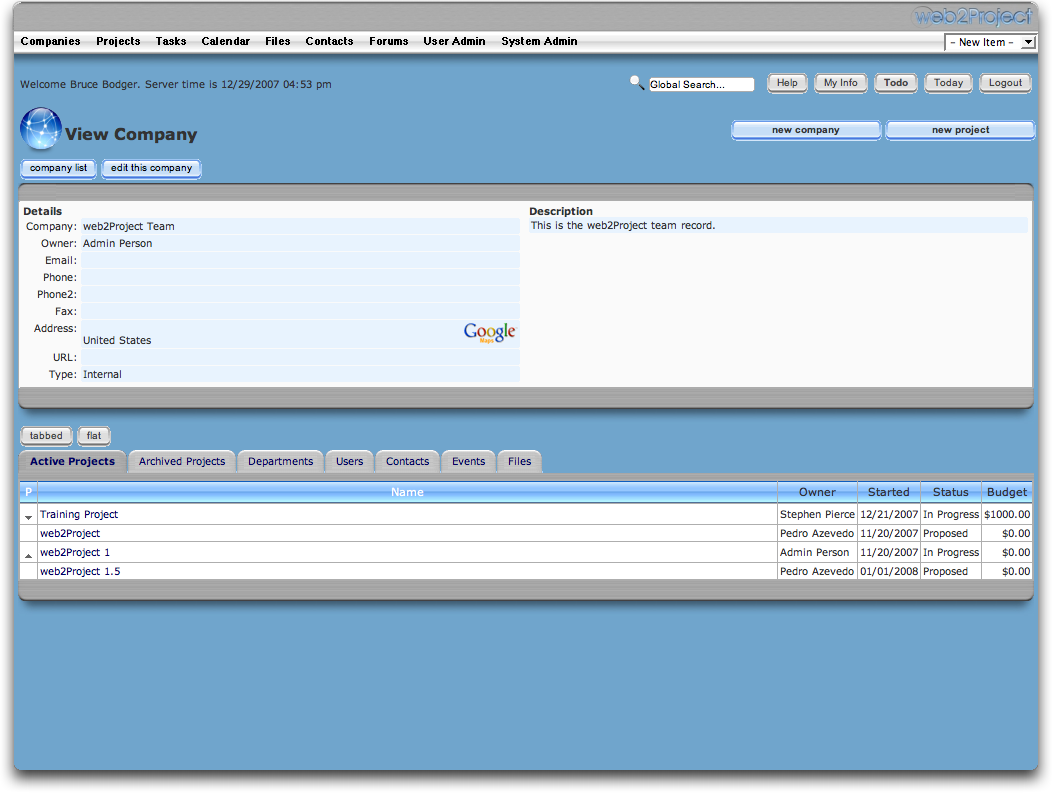 web2Project
Companies Projects Tasks Calendar Files Contacts Forums User Admin System Admin - New Item -
Welcome Bruce Bodger. Server time is 12/29/2007 04:53 pm Global Search... Help My Info Todo Today Logout
View Company new company new project
company list edit this company
Details Description
Company: web2Project Team This is the web2Project team record.
Owner: Admin Person
Email:
Phone:
Phone2:
Fax:
Address: Google
Maps
United States
URL:
Type: Internal
tabbed flat
Active Projects Archived Projects Departments Users Contacts Events Files
P Name Owner Started Status Budget
Training Project Stephen Pierce 12/21/2007 In Progress $1000.00
web2Project Pedro Azevedo 11/20/2007 Proposed $0.00
web2Project 1 Admin Person 11/20/2007 In Progress $0.00
web2Project 1.5 Pedro Azevedo 01/01/2008 Proposed $0.00